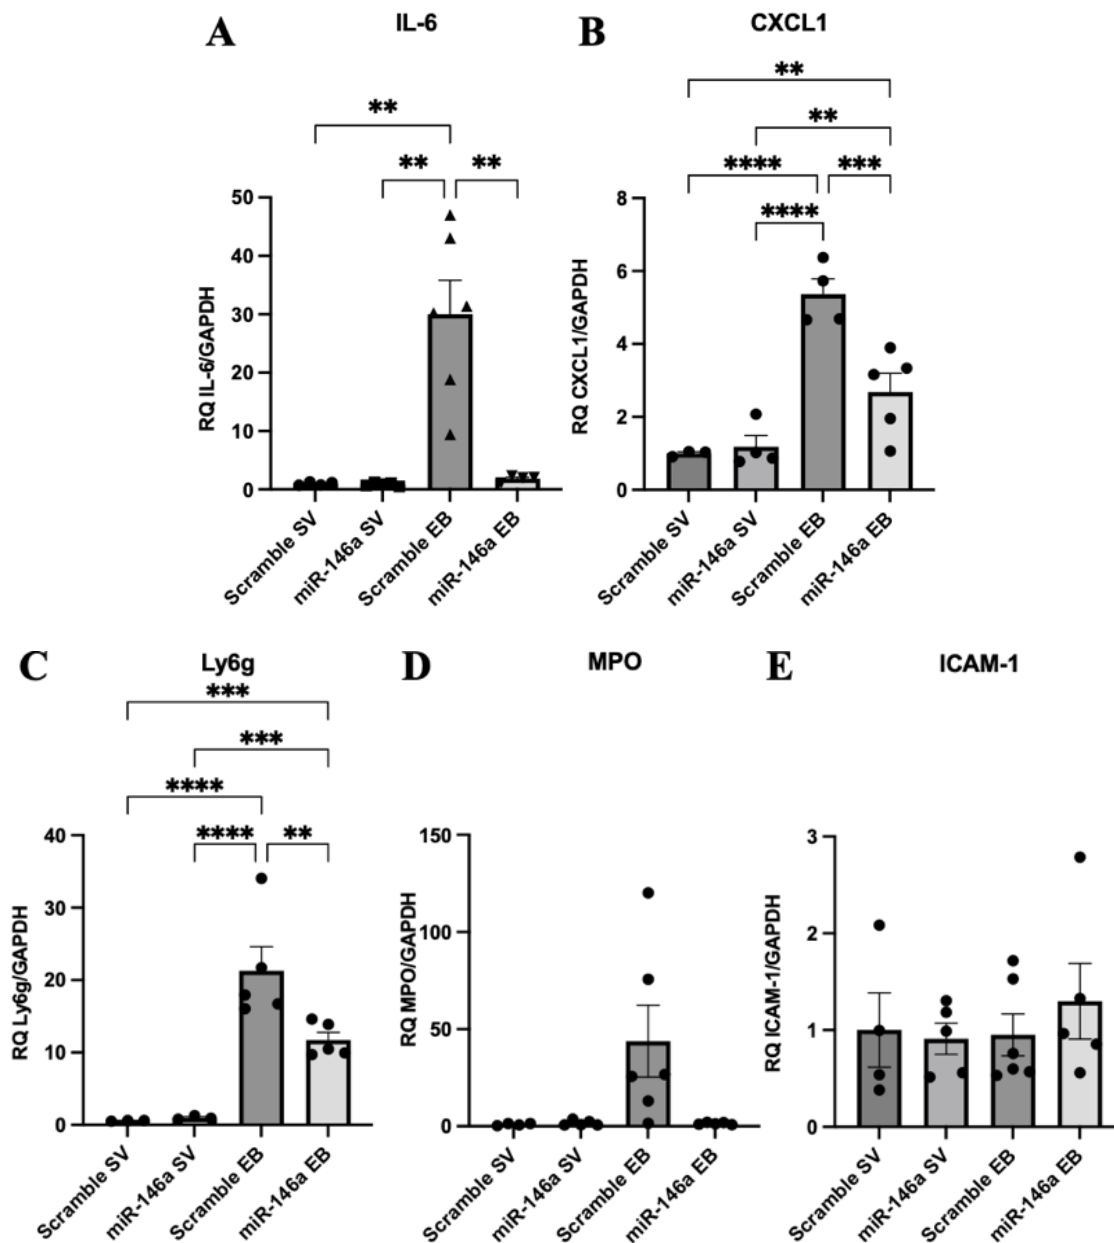 A
IL-6
**
**
**
RQ IL-6/GAPDH
50
40
30
20
10
0
Scramble SV
miR-146a SV
Scramble EB
miR-146a EB
B
CXCL1
**
**
****
***
****
RQ CXCL1/GAPDH
8
6
4
2
0
Scramble SV
miR-146a SV
Scramble EB
miR-146a EB
C
Ly6g
***
***
****
****
**
RQ Ly6g/GAPDH
40
30
20
10
0
Scramble SV
miR-146a SV
Scramble EB
miR-146a EB
D
MPO
RQ MPO/GAPDH
150
100
50
0
Scramble SV
miR-146a SV
Scramble EB
miR-146a EB
E
ICAM-1
RQ ICAM-1/GAPDH
3
2
1
0
Scramble SV
miR-146a SV
Scramble EB
miR-146a EB